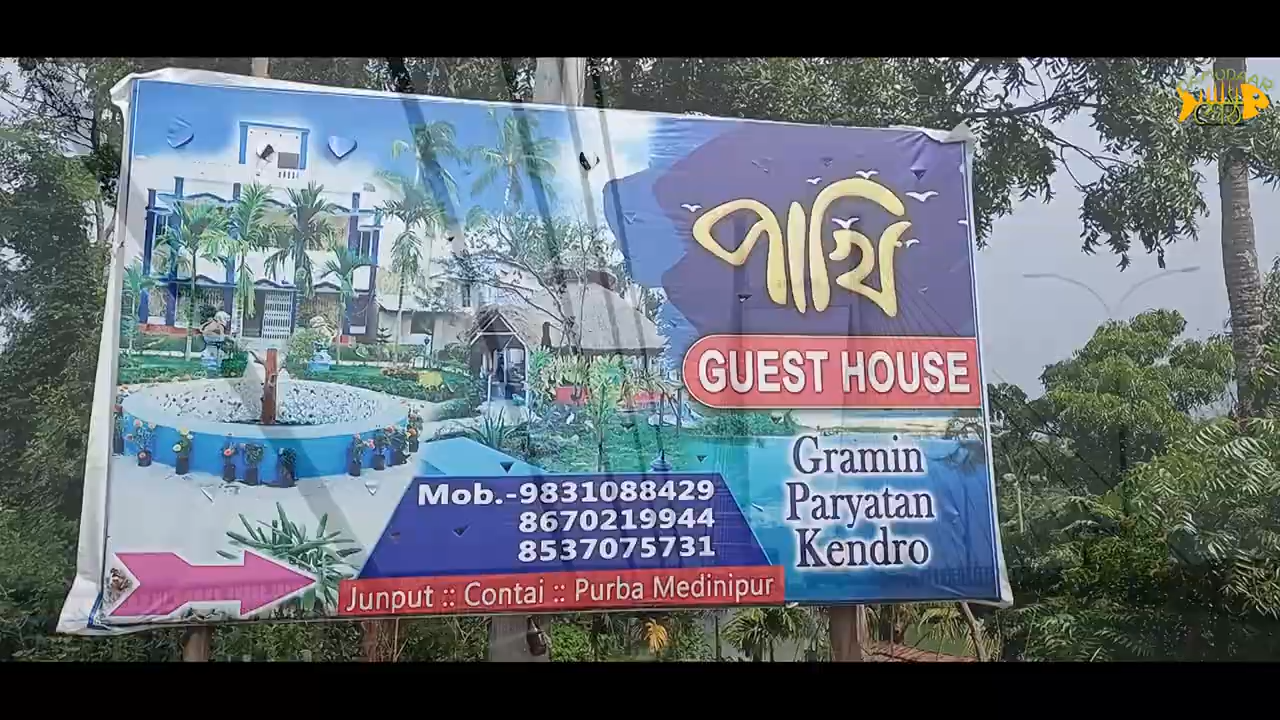 পাখি
GUEST HOUSE
Gramin
Paryatan
Kendro
Mob.-9831088429
8670219944
8537075731
Junput :: Contai :: Purba Medinipur